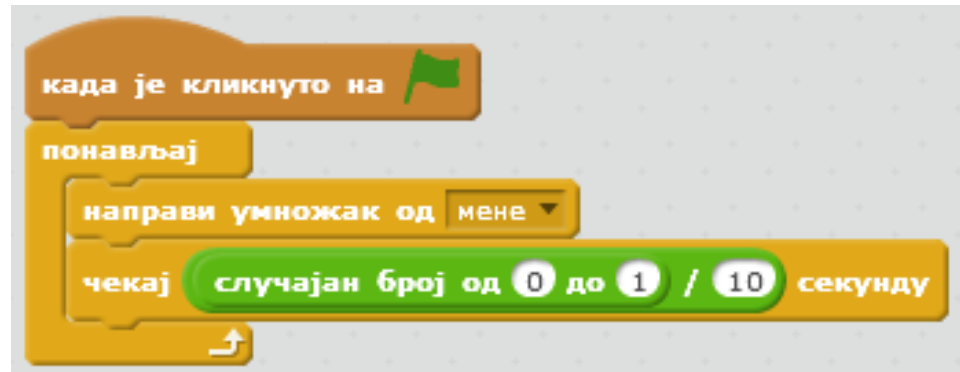 када је кликнуто на
понављај
направи умножак од мене
чекај случајан број од 0 до 1 / 10 секунду